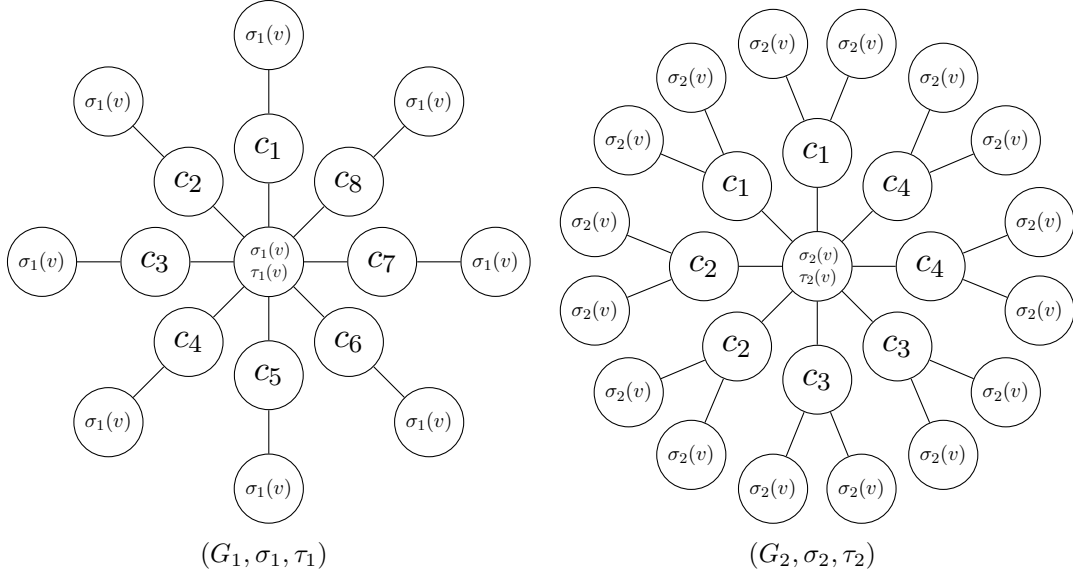 σ₁(v)
σ₁(v)
σ₁(v)
c₁
c₂
c₈
σ₁(v)
c₃
σ₁(v)
τ₁(v)
c₇
σ₁(v)
c₄
c₆
c₅
σ₁(v)
σ₁(v)
σ₁(v)
(G₁, σ₁, τ₁)
σ₂(v)
σ₂(v)
σ₂(v)
σ₂(v)
σ₂(v)
σ₂(v)
c₁
c₁
c₄
σ₂(v)
σ₂(v)
c₂
σ₂(v)
τ₂(v)
c₄
σ₂(v)
σ₂(v)
c₂
c₃
c₃
σ₂(v)
σ₂(v)
σ₂(v)
σ₂(v)
σ₂(v)
σ₂(v)
(G₂, σ₂, τ₂)